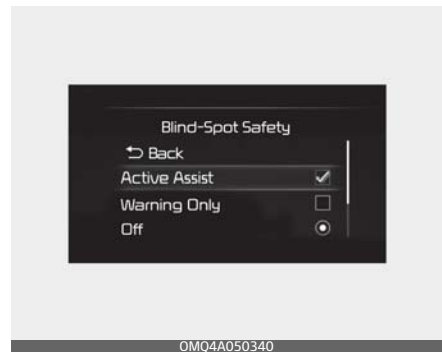 Blind-Spot Safety
Back
Active Assist
Warning Only
Off
OMQ4A050340